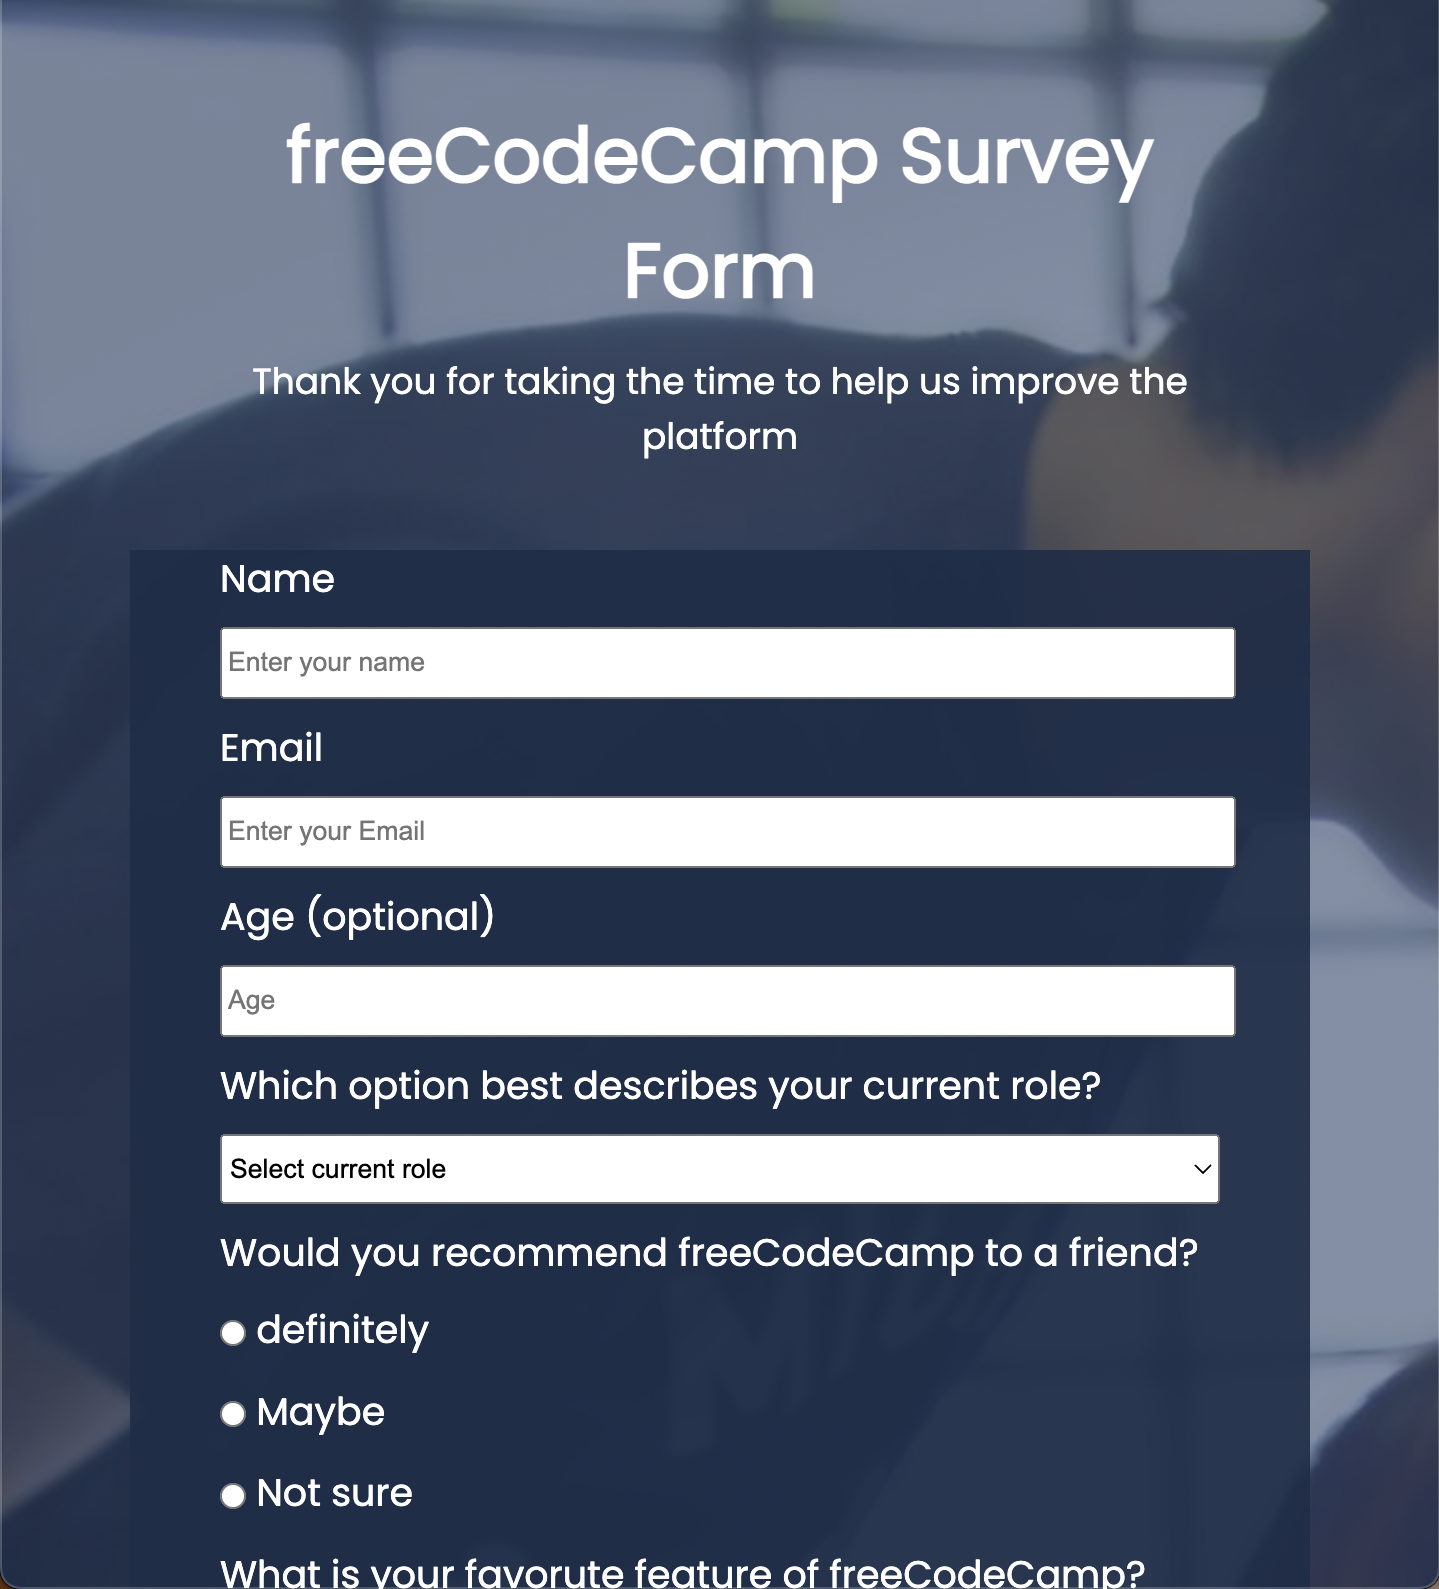 freeCodeCamp Survey
Form
Thank you for taking the time to help us improve the
platform
Name
Enter your name
Email
Enter your Email
Age (optional)
Age
Which option best describes your current role?
Select current role
Would you recommend freeCodeCamp to a friend?
definitely
Maybe
Not sure
What is your favorute feature of freeCodeCamp?